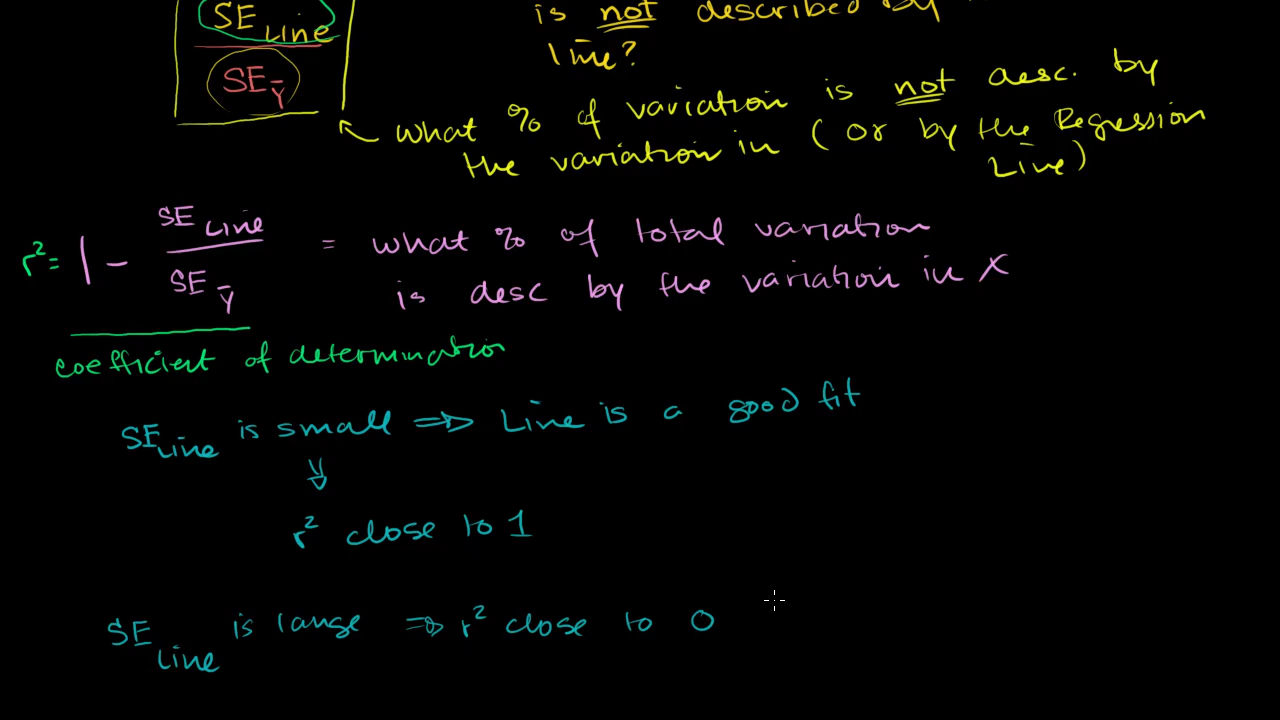 SE Line
SE ȳ
is not described by
line?
what % of variation is not desc. by
the variation in (or by the Regression
Line)
r² = 1 - SE Line / SE ȳ = what % of total variation
is desc by the variation in x
coefficient of determination
SE Line is small ⇒ Line is a good fit
r² close to 1
SE Line is large ⇒ r² close to 0